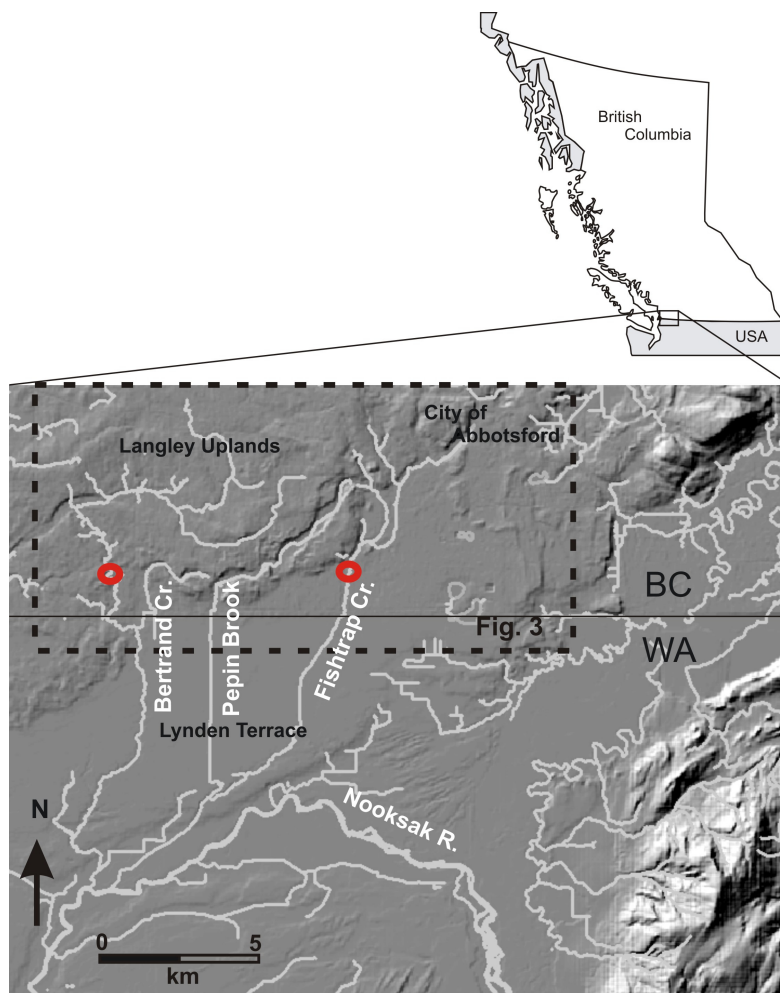 British
Columbia
USA
City of
Abbotsford
Langley Uplands
BC
Fig. 3
WA
Bertrand Cr.
Pepin Brook
Fishtrap Cr.
Lynden Terrace
Nooksak R.
N
0 5
km